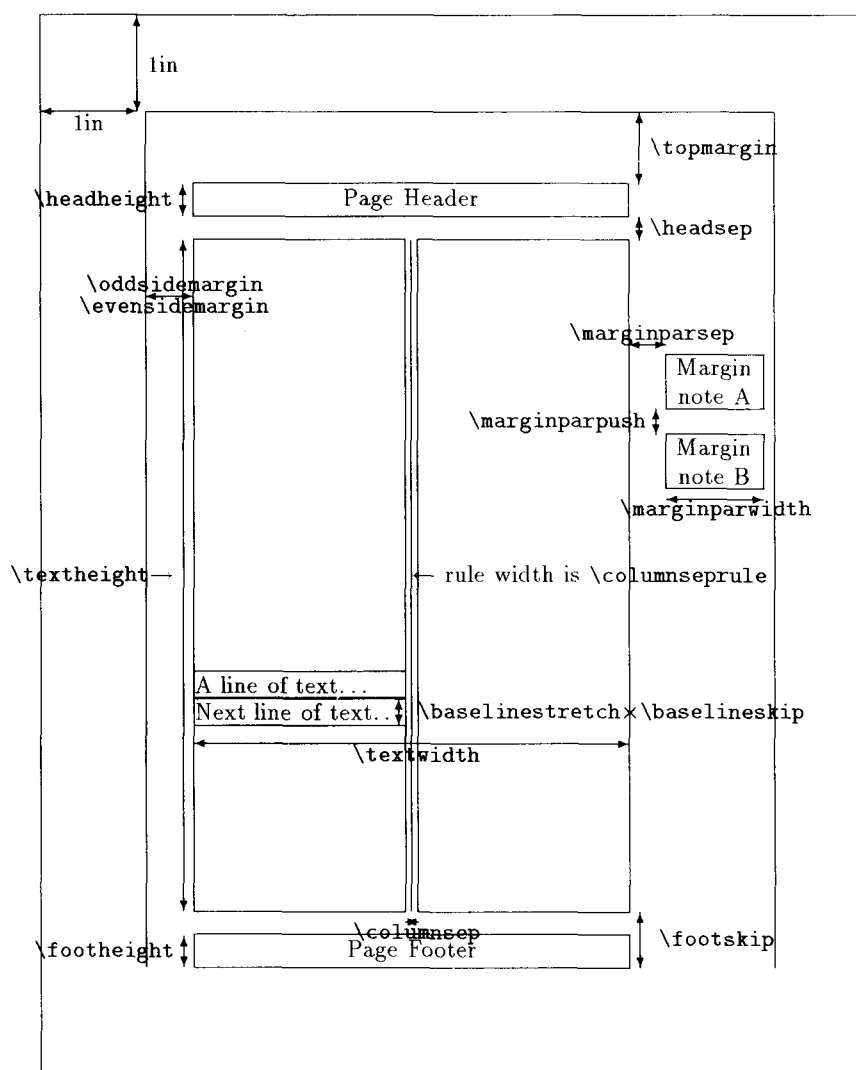 1in
1in
\topmargin
\headheight
Page Header
\headsep
\oddsidemargin
\evensidemargin
\marginparsep
Margin
note A
\marginparpush
Margin
note B
\marginparwidth
\textheight→
← rule width is \columnseprule
A line of text...
Next line of text..
\baselinestretch×\baselineskip
\textwidth
\columnsep
\footheight
Page Footer
\footskip